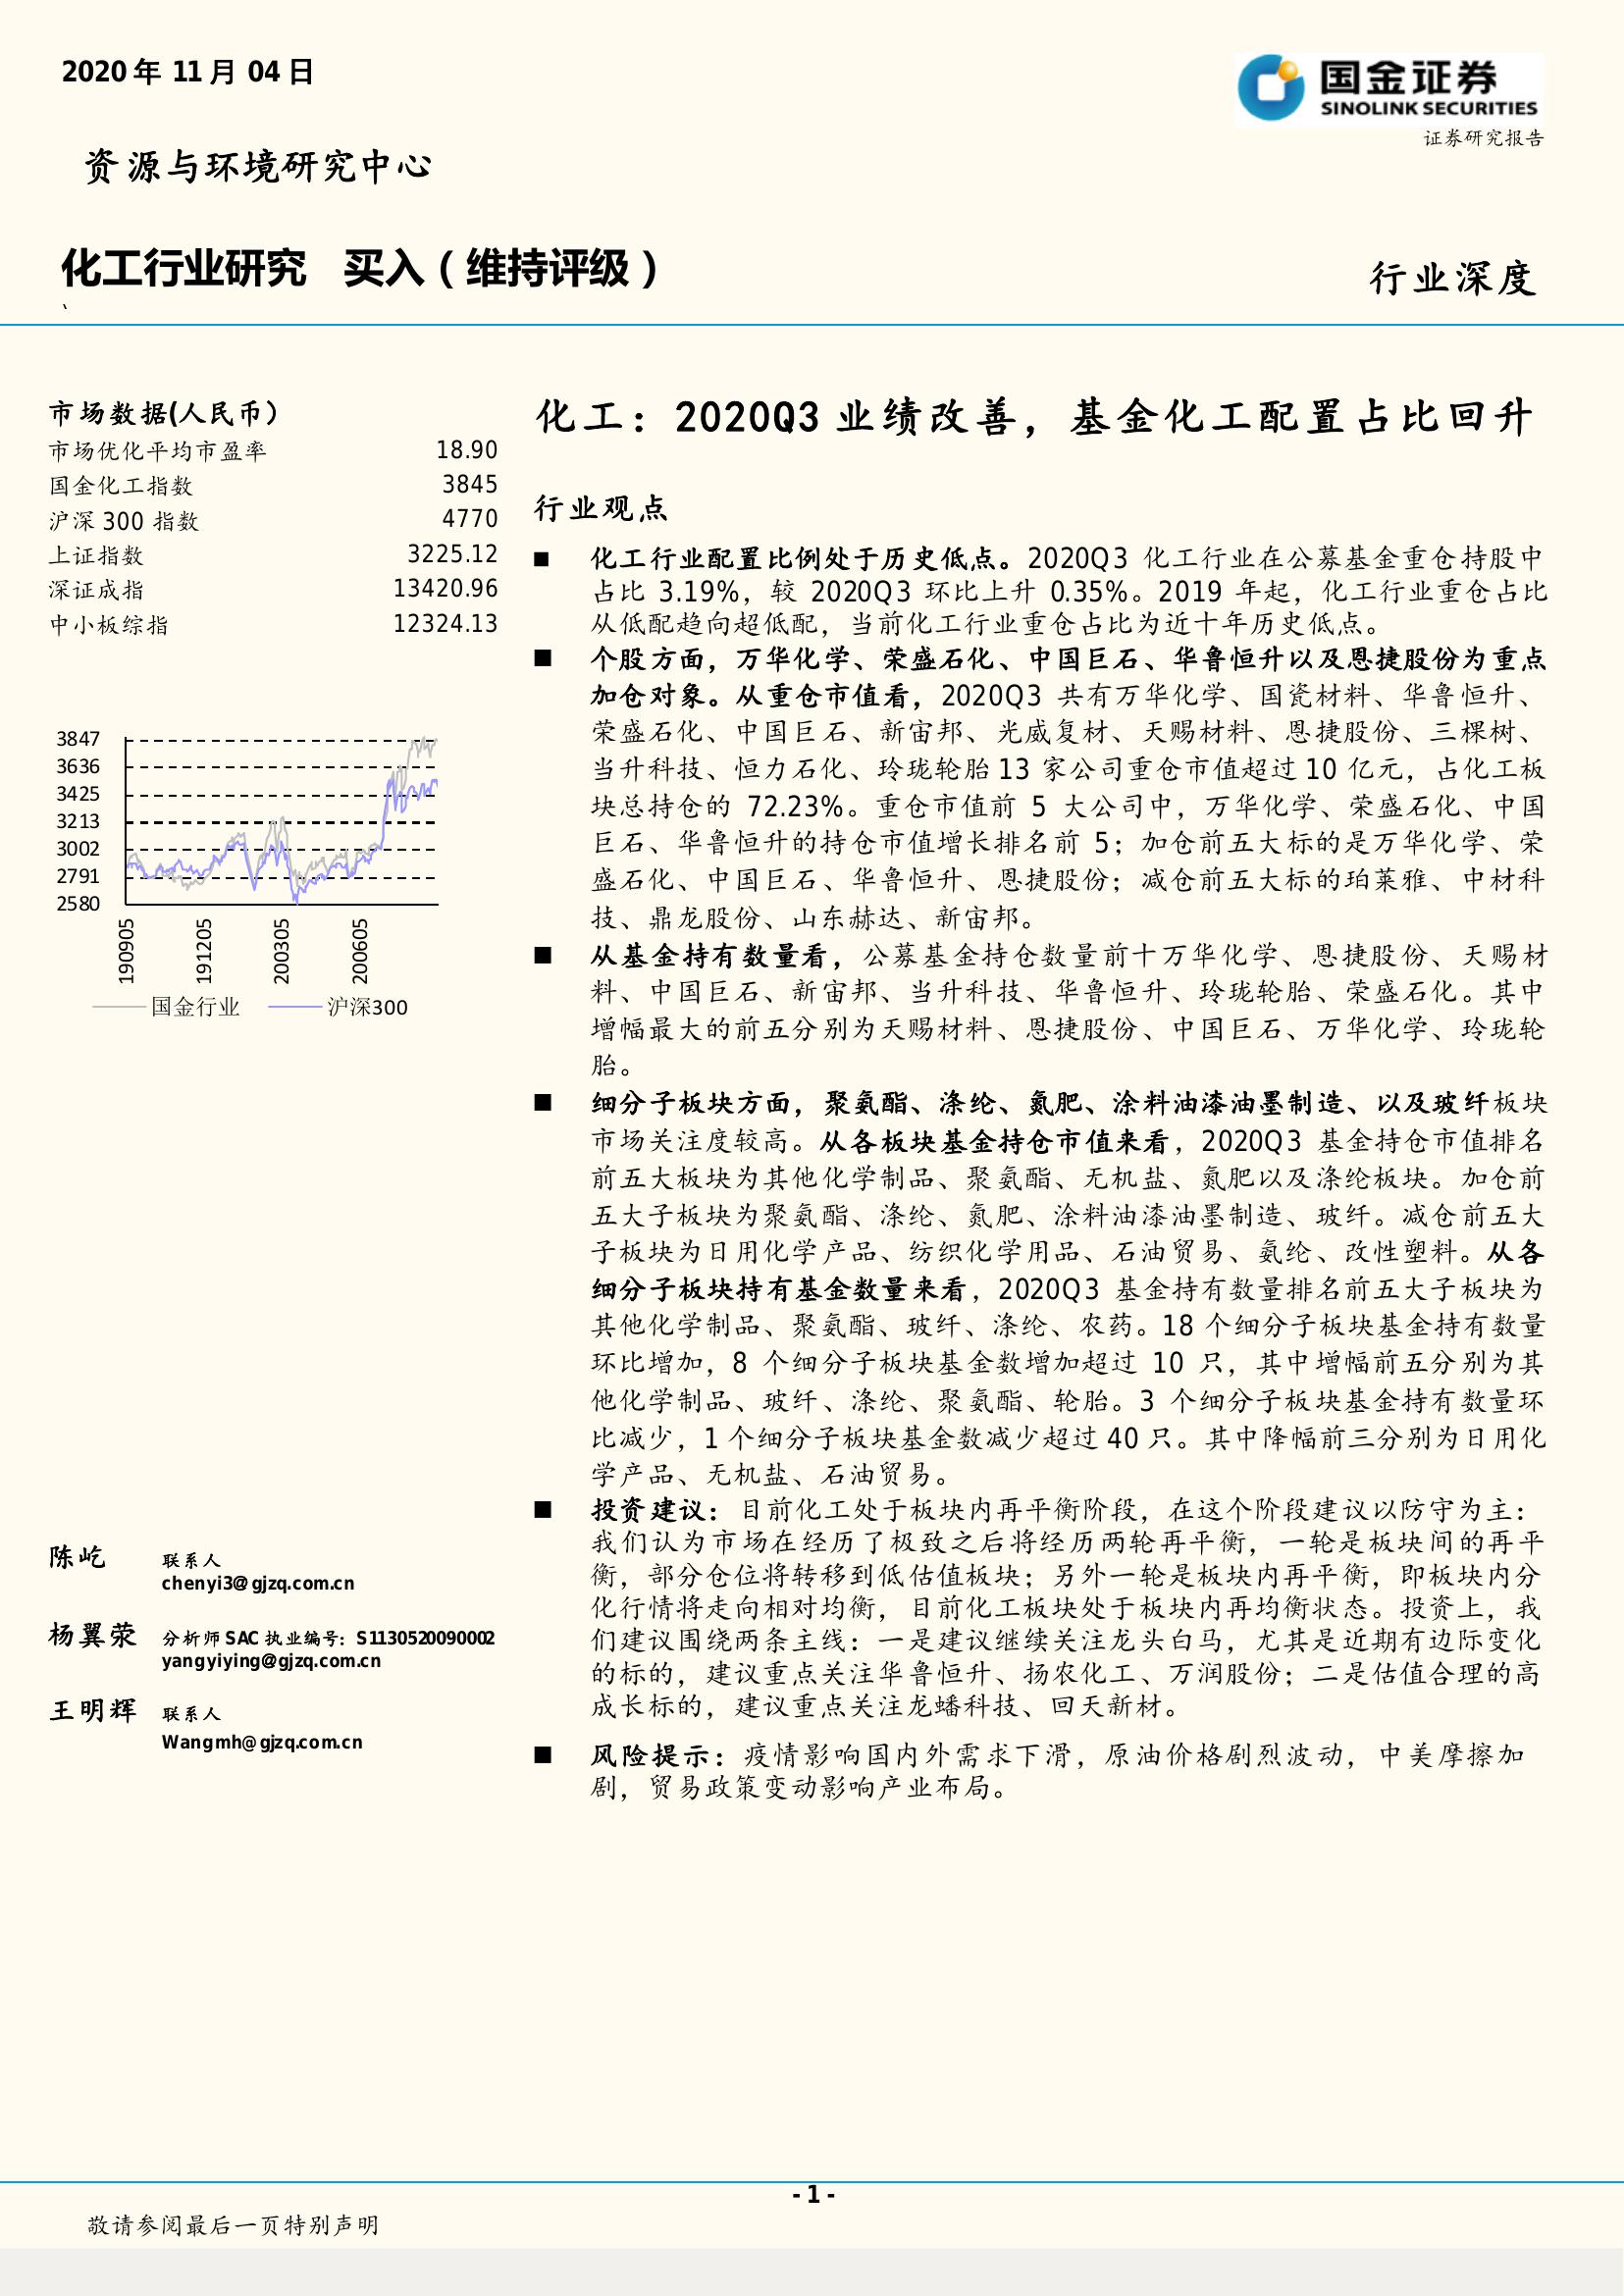 2020 年 11 月 04 日
国金证券
SINOLINK SECURITIES
证券研究报告
资源与环境研究中心
化工行业研究 买入（维持评级）
行业深度
、
市场数据(人民币）
市场优化平均市盈率 18.90
国金化工指数 3845
沪深 300 指数 4770
上证指数 3225.12
深证成指 13420.96
中小板综指 12324.13
3847
3636
3425
3213
3002
2791
2580
190905
191205
200305
200605
国金行业 沪深300
陈屹 联系人
chenyi3@gjzq.com.cn
杨翼荥 分析师 SAC 执业编号：S1130520090002
yangyiying@gjzq.com.cn
王明辉 联系人
Wangmh@gjzq.com.cn
化工：2020Q3 业绩改善，基金化工配置占比回升
行业观点
■ 化工行业配置比例处于历史低点。2020Q3 化工行业在公募基金重仓持股中
占比 3.19%，较 2020Q3 环比上升 0.35%。2019 年起，化工行业重仓占比
从低配趋向超低配，当前化工行业重仓占比为近十年历史低点。
■ 个股方面，万华化学、荣盛石化、中国巨石、华鲁恒升以及恩捷股份为重点
加仓对象。从重仓市值看，2020Q3 共有万华化学、国瓷材料、华鲁恒升、
荣盛石化、中国巨石、新宙邦、光威复材、天赐材料、恩捷股份、三棵树、
当升科技、恒力石化、玲珑轮胎 13 家公司重仓市值超过 10 亿元，占化工板
块总持仓的 72.23%。重仓市值前 5 大公司中，万华化学、荣盛石化、中国
巨石、华鲁恒升的持仓市值增长排名前 5；加仓前五大标的是万华化学、荣
盛石化、中国巨石、华鲁恒升、恩捷股份；减仓前五大标的珀莱雅、中材科
技、鼎龙股份、山东赫达、新宙邦。
■ 从基金持有数量看，公募基金持仓数量前十万华化学、恩捷股份、天赐材
料、中国巨石、新宙邦、当升科技、华鲁恒升、玲珑轮胎、荣盛石化。其中
增幅最大的前五分别为天赐材料、恩捷股份、中国巨石、万华化学、玲珑轮
胎。
■ 细分子板块方面，聚氨酯、涤纶、氮肥、涂料油漆油墨制造、以及玻纤板块
市场关注度较高。从各板块基金持仓市值来看，2020Q3 基金持仓市值排名
前五大板块为其他化学制品、聚氨酯、无机盐、氮肥以及涤纶板块。加仓前
五大子板块为聚氨酯、涤纶、氮肥、涂料油漆油墨制造、玻纤。减仓前五大
子板块为日用化学产品、纺织化学用品、石油贸易、氨纶、改性塑料。从各
细分子板块持有基金数量来看，2020Q3 基金持有数量排名前五大子板块为
其他化学制品、聚氨酯、玻纤、涤纶、农药。18 个细分子板块基金持有数量
环比增加，8 个细分子板块基金数增加超过 10 只，其中增幅前五分别为其
他化学制品、玻纤、涤纶、聚氨酯、轮胎。3 个细分子板块基金持有数量环
比减少，1 个细分子板块基金数减少超过 40 只。其中降幅前三分别为日用化
学产品、无机盐、石油贸易。
■ 投资建议：目前化工处于板块内再平衡阶段，在这个阶段建议以防守为主：
我们认为市场在经历了极致之后将经历两轮再平衡，一轮是板块间的再平
衡，部分仓位将转移到低估值板块；另外一轮是板块内再平衡，即板块内分
化行情将走向相对均衡，目前化工板块处于板块内再均衡状态。投资上，我
们建议围绕两条主线：一是建议继续关注龙头白马，尤其是近期有边际变化
的标的，建议重点关注华鲁恒升、扬农化工、万润股份；二是估值合理的高
成长标的，建议重点关注龙蟠科技、回天新材。
■ 风险提示：疫情影响国内外需求下滑，原油价格剧烈波动，中美摩擦加
剧，贸易政策变动影响产业布局。
- 1 -
敬请参阅最后一页特别声明